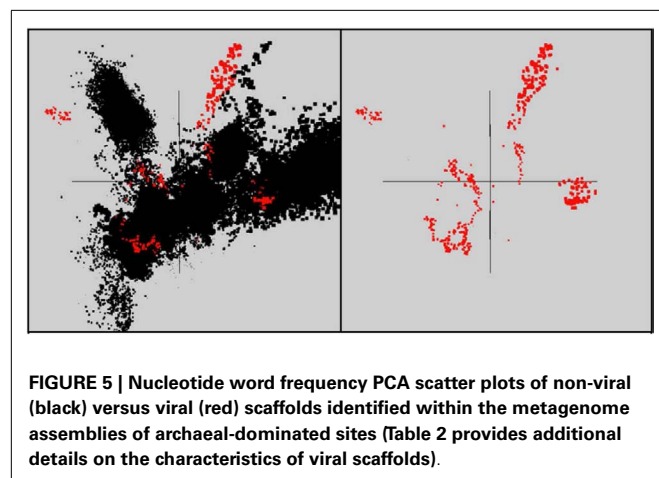 FIGURE 5 | Nucleotide word frequency PCA scatter plots of non-viral
(black) versus viral (red) scaffolds identified within the metagenome
assemblies of archaeal-dominated sites (Table 2 provides additional
details on the characteristics of viral scaffolds).